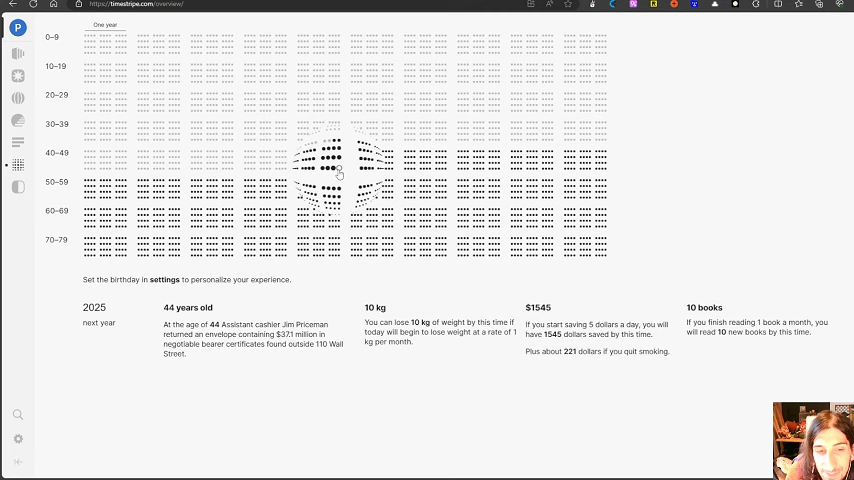 https://timestripe.com/overview/
P
One year
0–9
10–19
20–29
30–39
40–49
50–59
60–69
70–79
Set the birthday in settings to personalize your experience.
2025
next year
44 years old
At the age of 44 Assistant cashier Jim Priceman
returned an envelope containing $37.1 million in
negotiable bearer certificates found outside 110 Wall
Street.
10 kg
You can lose 10 kg of weight by this time if
today will begin to lose weight at a rate of 1
kg per month.
$1545
If you start saving 5 dollars a day, you will
have 1545 dollars saved by this time.
Plus about 221 dollars if you quit smoking.
10 books
If you finish reading 1 book a month, you will
read 10 new books by this time.